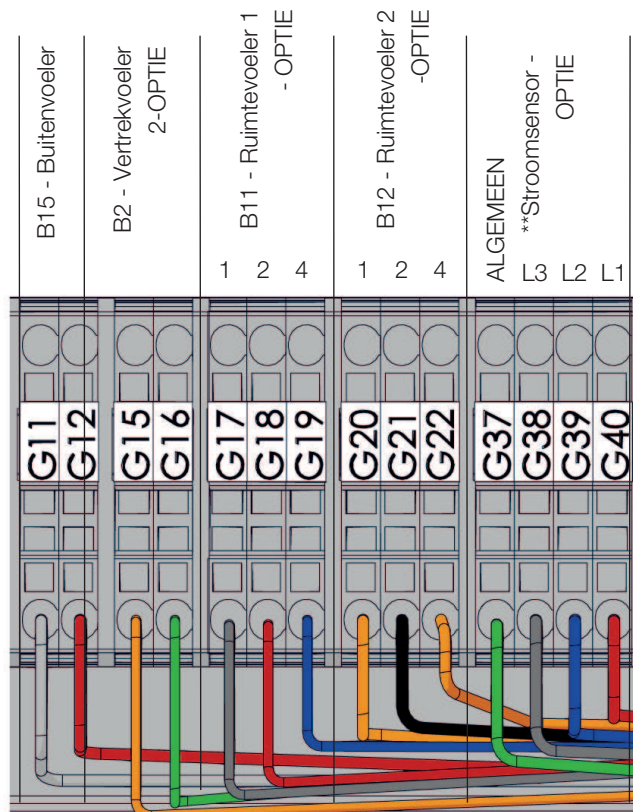 B15 - Buitenvoeler
B2 - Vertrekvoeler
2-OPTIE
B11 - Ruimtevoeler 1
- OPTIE
B12 - Ruimtevoeler 2
-OPTIE
ALGEMEEN
**Stroomsensor -
OPTIE
1 2 4 1 2 4 L3 L2 L1
G11 G12 G15 G16 G17 G18 G19 G20 G21 G22 G37 G38 G39 G40